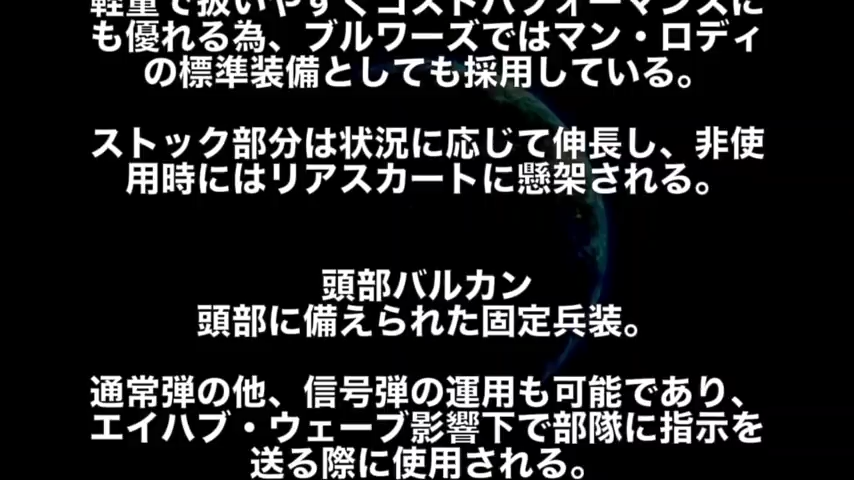 軽量で扱いやすくコストパフォーマンスに
も優れる為、ブルワーズではマン・ロディ
の標準装備としても採用している。
ストック部分は状況に応じて伸長し、非使
用時にはリアスカートに懸架される。
頭部バルカン
頭部に備えられた固定兵装。
通常弾の他、信号弾の運用も可能であり、
エイハブ・ウェーブ影響下で部隊に指示を
送る際に使用される。